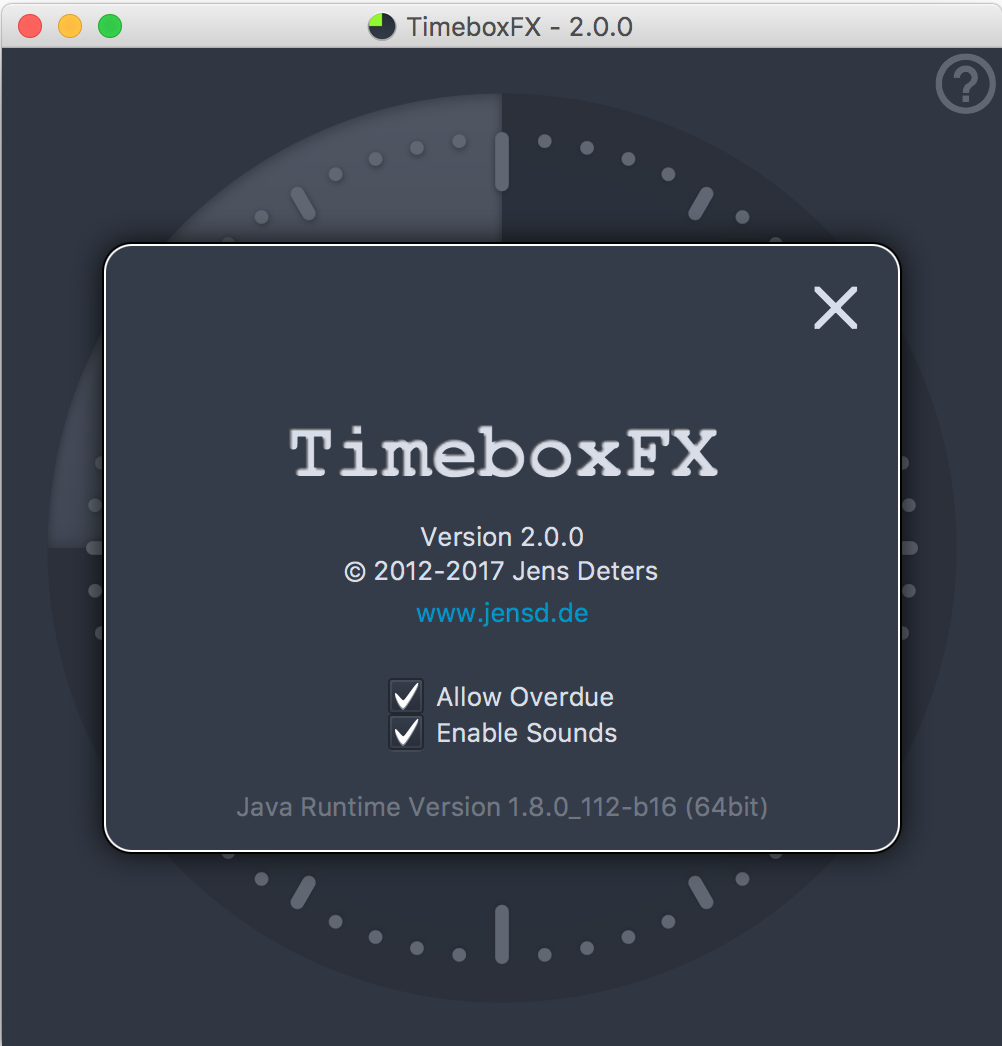 TimeboxFX - 2.0.0
?
TimeboxFX
Version 2.0.0
© 2012-2017 Jens Deters
www.jensd.de
Allow Overdue
Enable Sounds
Java Runtime Version 1.8.0_112-b16 (64bit)